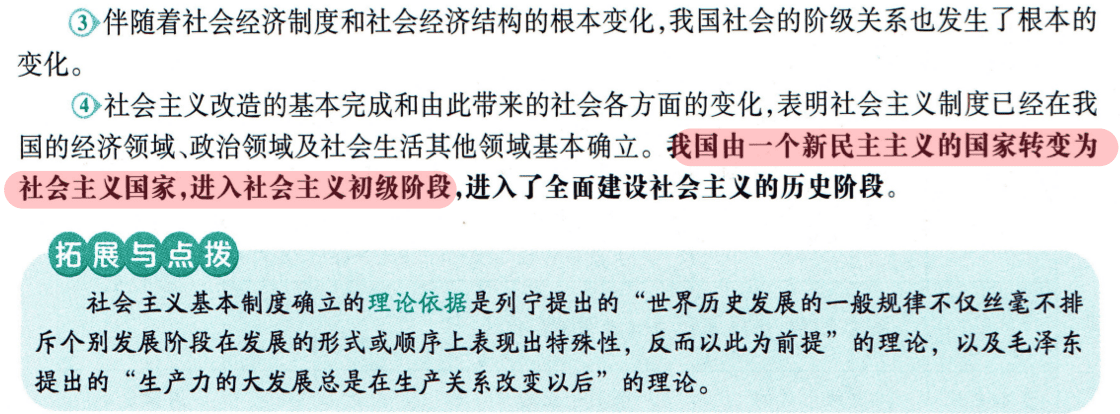 ③伴随着社会经济制度和社会经济结构的根本变化,我国社会的阶级关系也发生了根本的
变化。
④社会主义改造的基本完成和由此带来的社会各方面的变化,表明社会主义制度已经在我
国的经济领域、政治领域及社会生活其他领域基本确立。我国由一个新民主主义的国家转变为
社会主义国家,进入社会主义初级阶段,进入了全面建设社会主义的历史阶段。
拓展与点拨
社会主义基本制度确立的理论依据是列宁提出的“世界历史发展的一般规律不仅丝毫不排
斥个别发展阶段在发展的形式或顺序上表现出特殊性，反而以此为前提”的理论，以及毛泽东
提出的“生产力的大发展总是在生产关系改变以后”的理论。